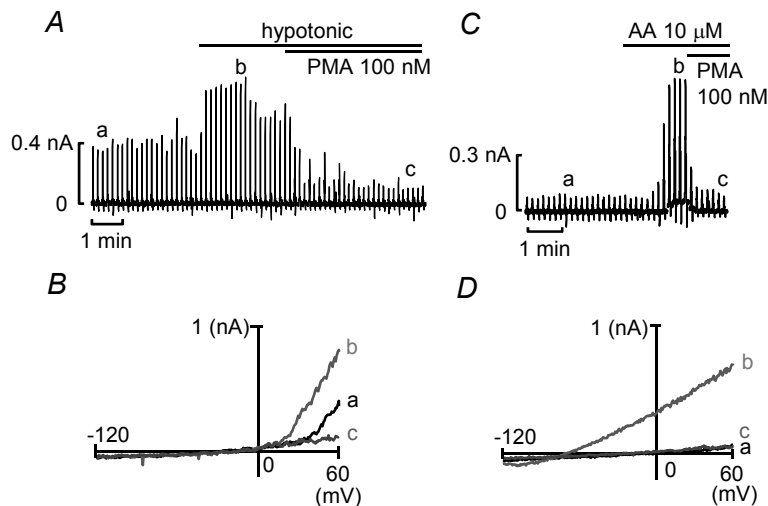 A
hypotonic
PMA 100 nM
b
a
c
0.4 nA
0
1 min
C
AA 10 μM
b
PMA
100 nM
0.3 nA
a
c
0
1 min
B
1 (nA)
b
a
c
-120
0
60
(mV)
D
1 (nA)
b
c
a
-120
0
60
(mV)